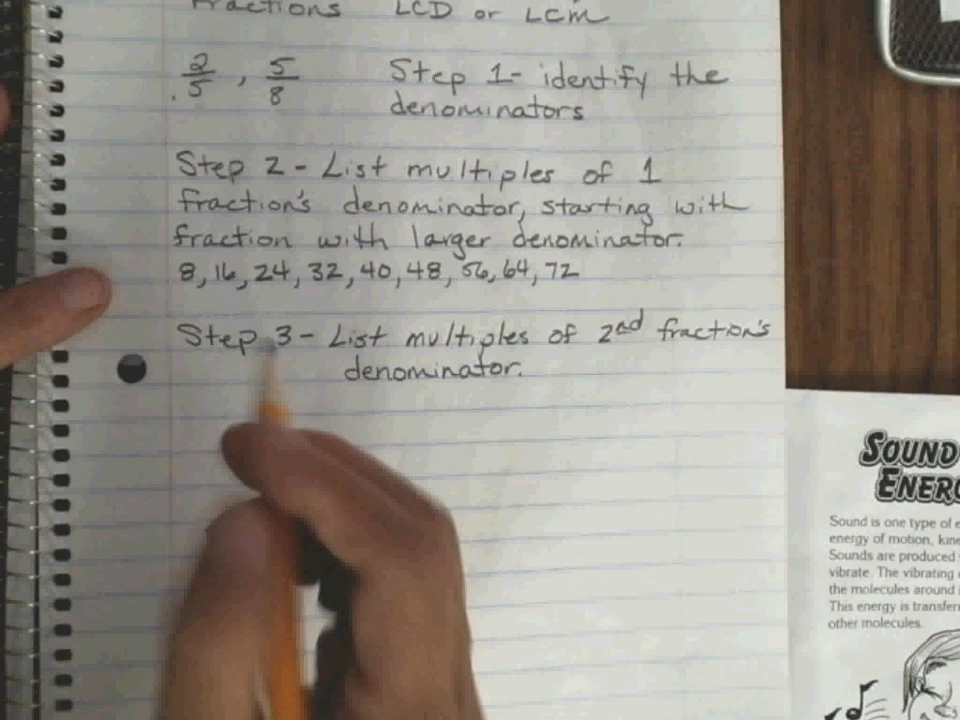 Fractions LCD or LCM
2/5 , 5/8 Step 1- identify the
denominators
Step 2 - List multiples of 1
fraction's denominator, starting with
fraction with larger denominator.
8, 16, 24, 32, 40, 48, 56, 64, 72
Step 3 - List multiples of 2nd fraction's
denominator.
SOUND
ENERG
Sound is one type of e
energy of motion, kine
Sounds are produced
vibrate. The vibrating
the molecules around
This energy is transfer
other molecules.